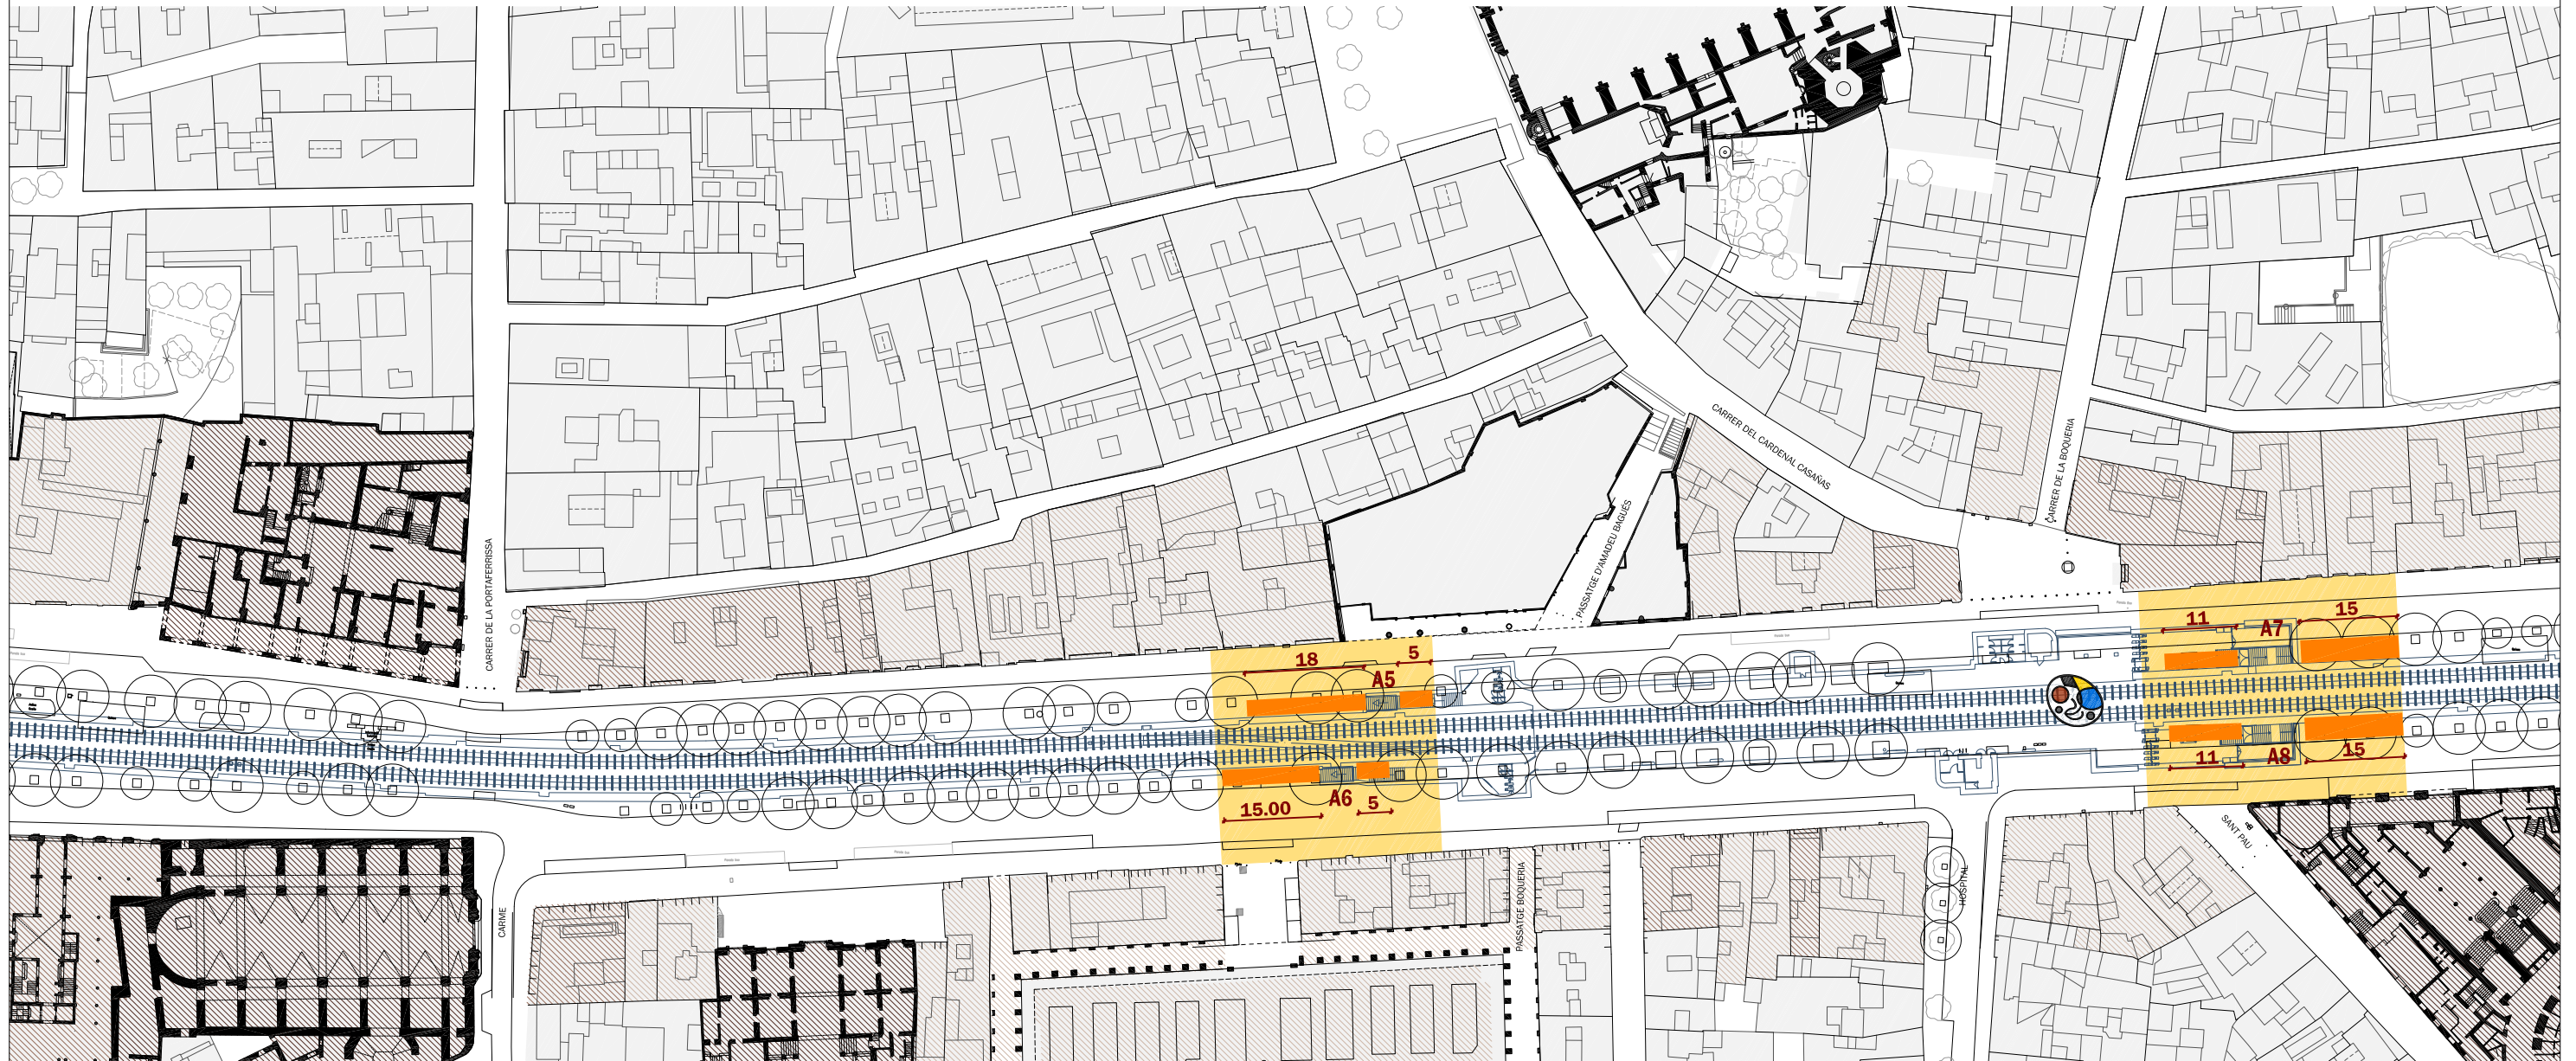 CARRER DE LA PORTAFERRISSA
CARRER DEL CARDENAL CASAÑAS
CARRER DE LA BOQUERIA
PASSATGE D'AMADEU BAGUÉS
18
5
A5
11
15
A7
15.00
A6
5
11
A8
15
SANT PAU
HOSPITAL
PASSATGE BOQUERIA
CARME